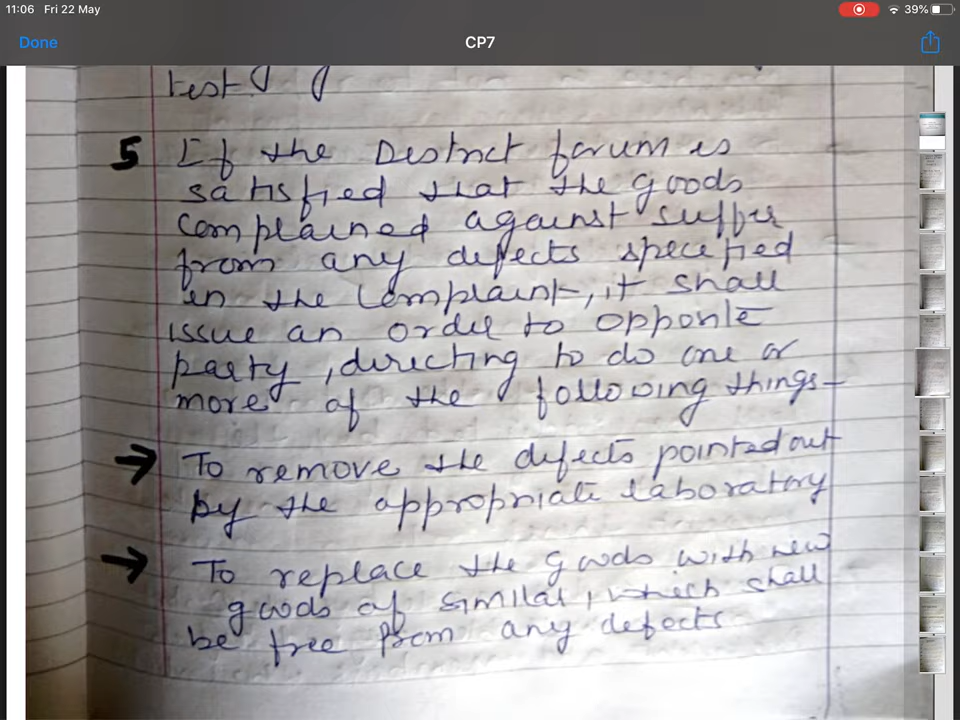 11:06 Fri 22 May
39%
Done
CP7
test
5 If the District forum is
satisfied that the goods
complained against suffer
from any defects specified
in the complaint, it shall
issue an order to opposite
party, directing to do one or
more of the following things -
→ To remove the defects pointed out
by the appropriate laboratory
→ To replace the goods with new
goods of similar, which shall
be free from any defects